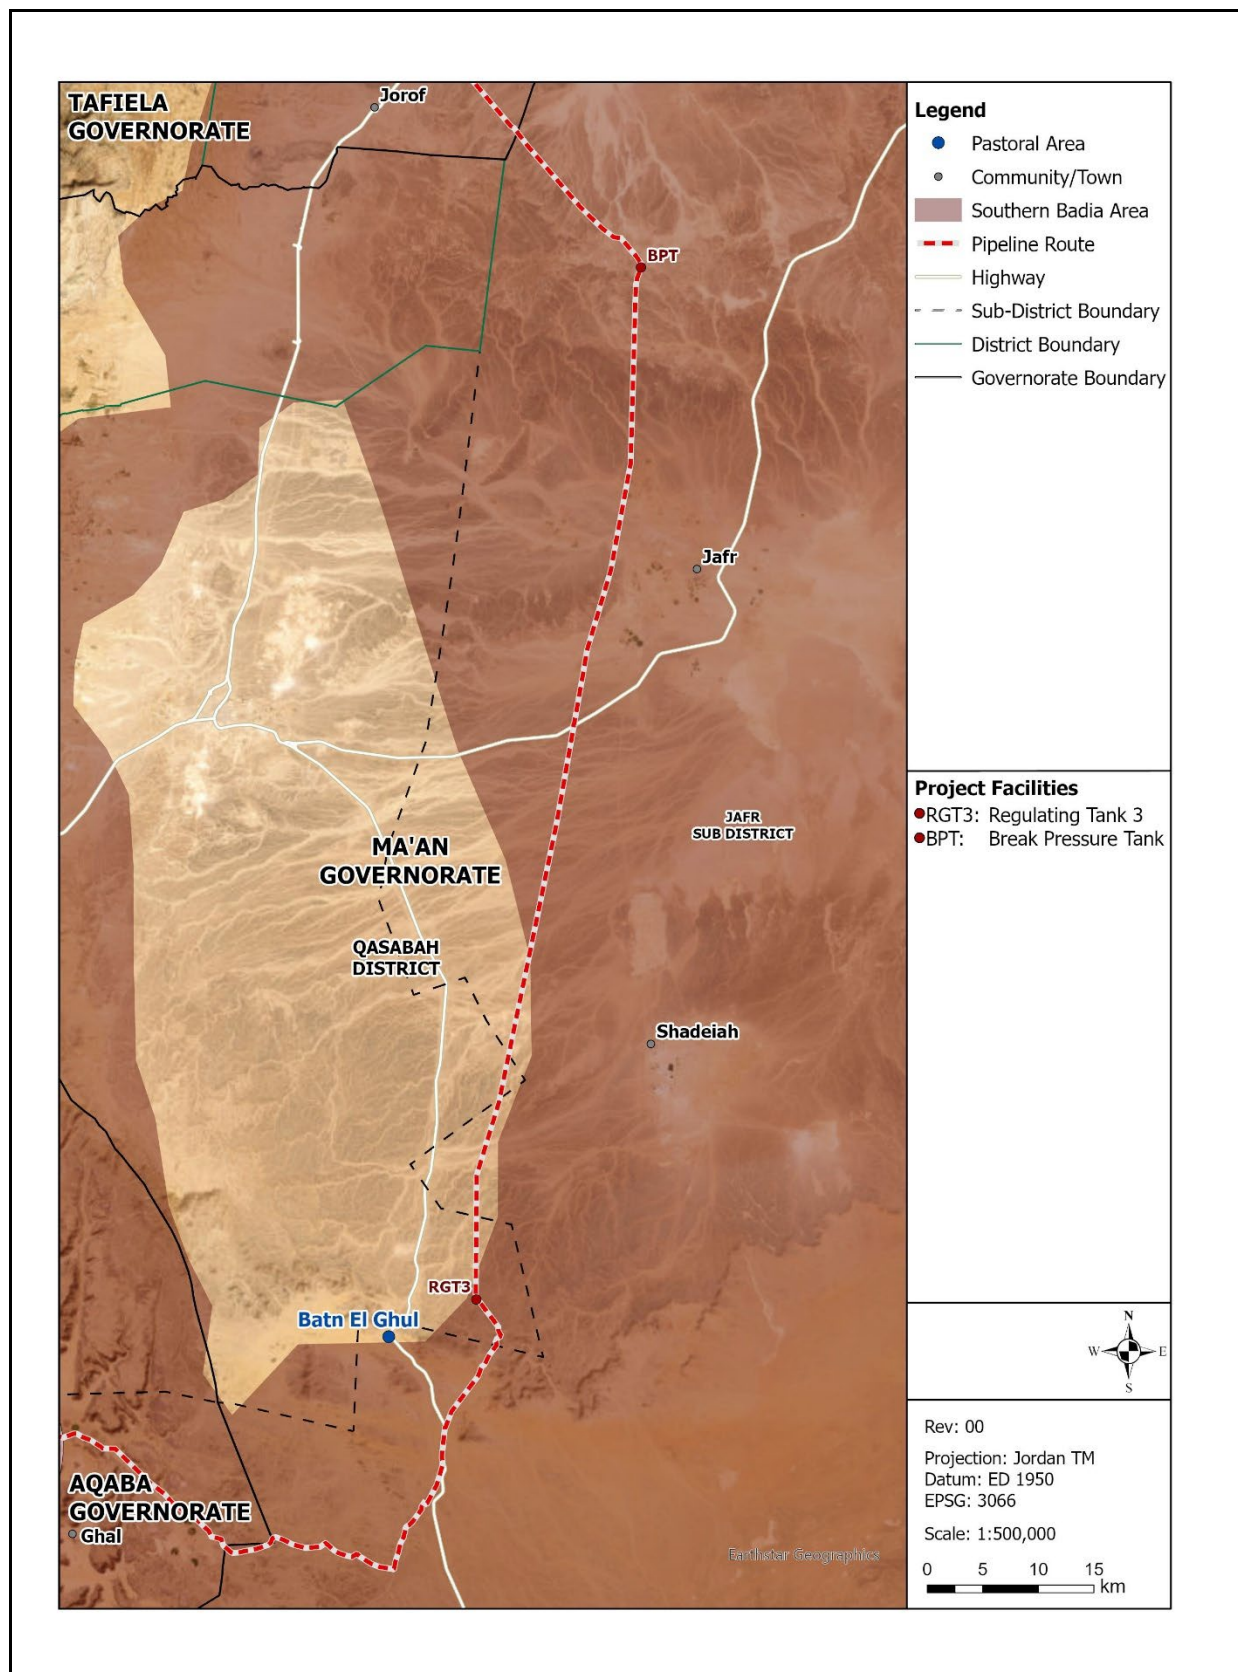 TAFIELA
GOVERNORATE
Jorof
BPT
Jafr
JAFR
SUB DISTRICT
MA'AN
GOVERNORATE
QASABAH
DISTRICT
Shadeiah
RGT3
Batn El Ghul
AQABA
GOVERNORATE
Ghal
Earthstar Geographics
Legend
Pastoral Area
Community/Town
Southern Badia Area
Pipeline Route
Highway
Sub-District Boundary
District Boundary
Governorate Boundary
Project Facilities
RGT3: Regulating Tank 3
BPT: Break Pressure Tank
N
W E
S
Rev: 00
Projection: Jordan TM
Datum: ED 1950
EPSG: 3066
Scale: 1:500,000
0 5 10 15
km